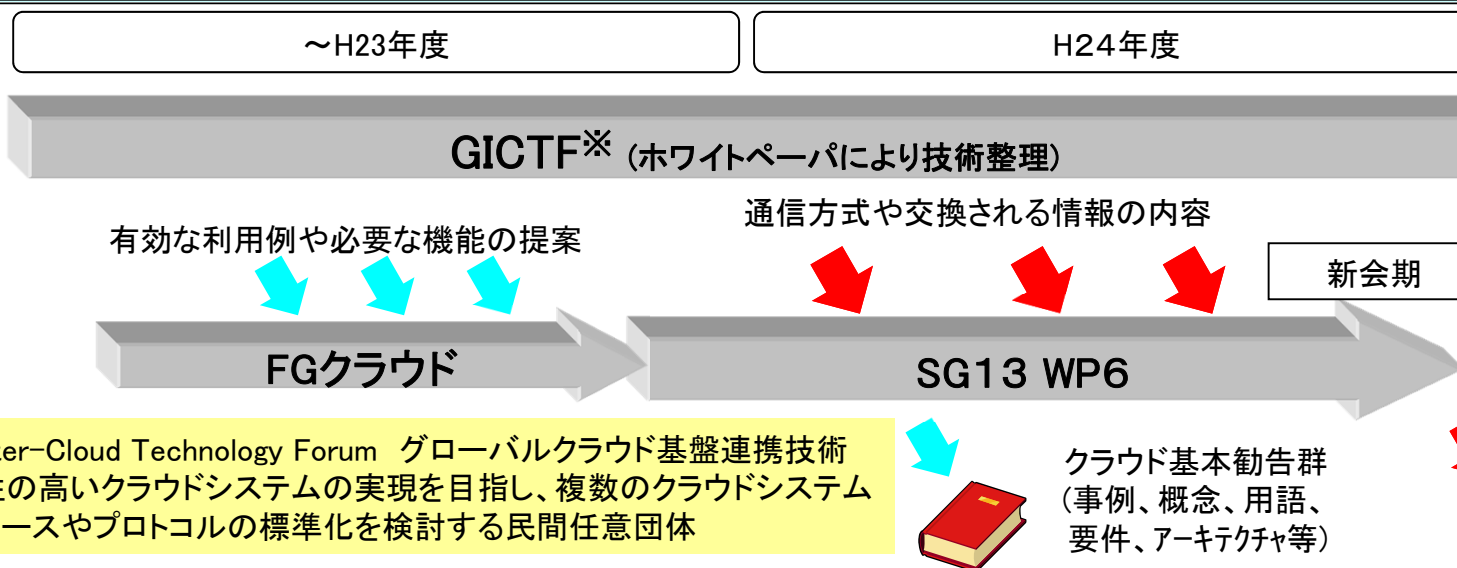 ~H23年度
H24年度
GICTF※ (ホワイトペーパにより技術整理)
通信方式や交換される情報の内容
有効な利用例や必要な機能の提案
新会期
FGクラウド
SG13 WP6
er-Cloud Technology Forum グローバルクラウド基盤連携技術
の高いクラウドシステムの実現を目指し、複数のクラウドシステム
ースやプロトコルの標準化を検討する民間任意団体
クラウド基本勧告群
(事例、概念、用語、
要件、アーキテクチャ等)